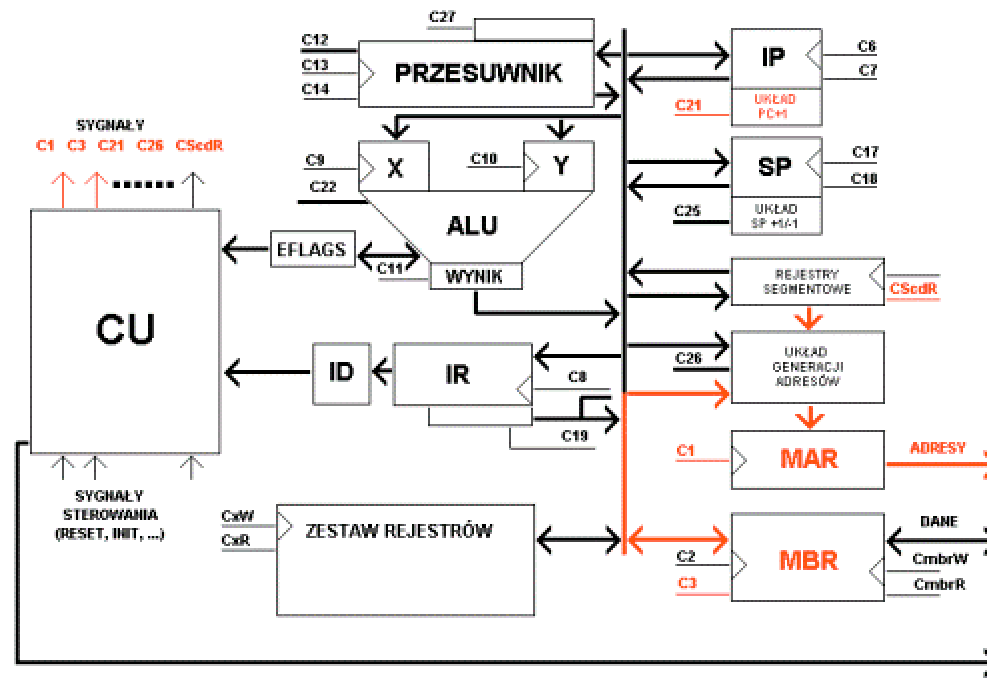 C27
C12
C13
C14
PRZESUWNIK
IP
C6
C7
C21
UKŁAD
PC+1
SYGNAŁY
C1 C3 C21 C26 CScdR
C9
X
C10
Y
C22
ALU
SP
C17
C18
C25
UKŁAD
SP +1/-1
EFLAGS
C11
WYNIK
REJESTRY
SEGMENTOWE
CScdR
CU
ID
IR
C8
C19
C26
UKŁAD
GENERACJI
ADRESÓW
C1
MAR
ADRESY
SYGNAŁY
STEROWANIA
(RESET, INIT, ...)
CxW
CxR
ZESTAW REJESTRÓW
C2
C3
MBR
DANE
CmbrW
CmbrR